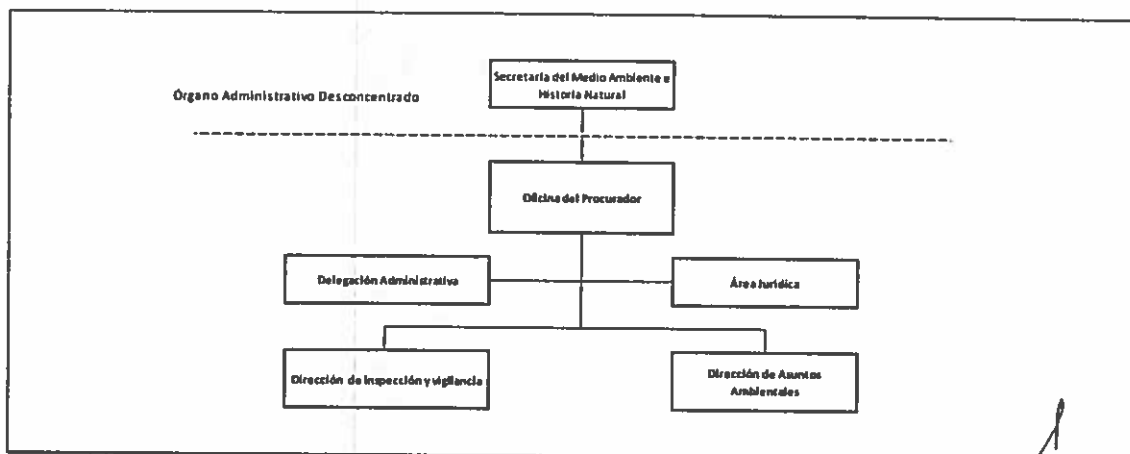 Secretaría del Medio Ambiente e
Historia Natural
Órgano Administrativo Desconcentrado
Oficina del Procurador
Delegación Administrativa
Área Jurídica
Dirección de Inspección y vigilancia
Dirección de Asuntos
Ambientales